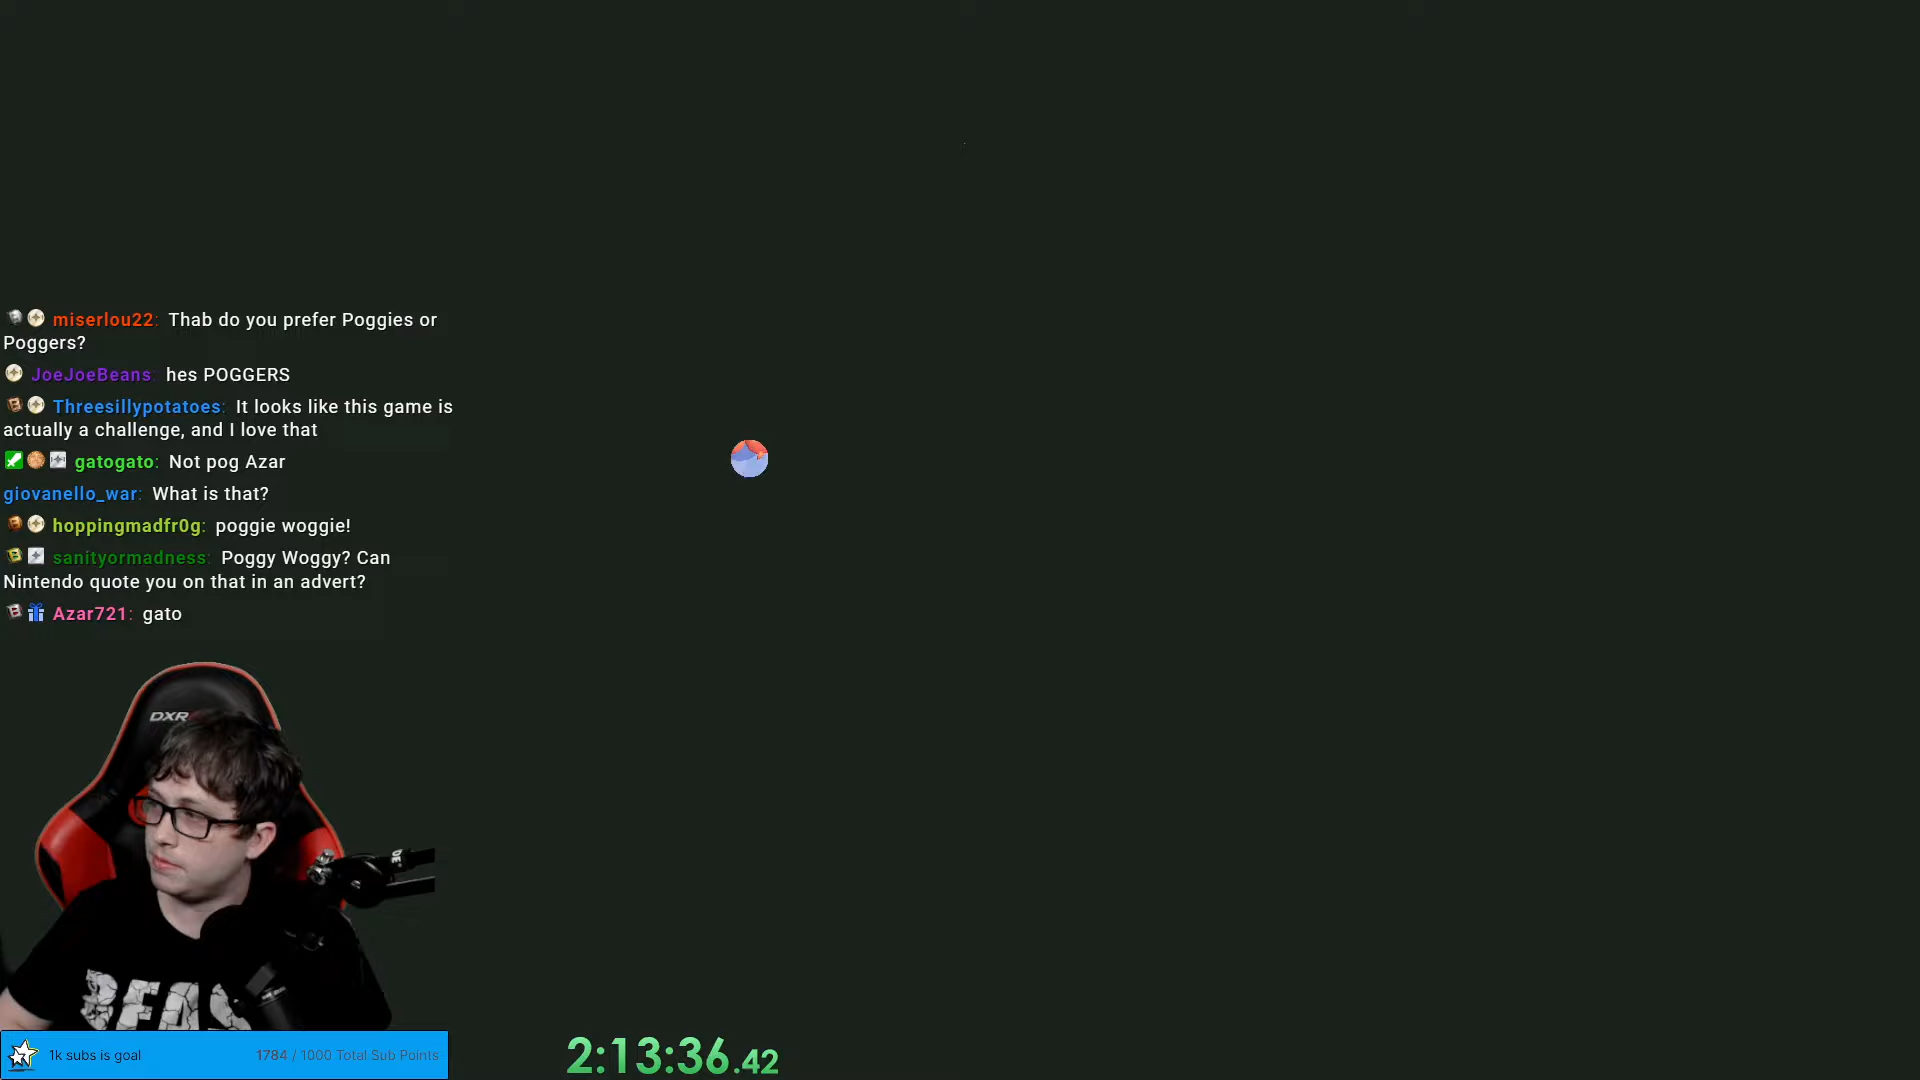 miserlou22: Thab do you prefer Poggies or
Poggers?
JoeJoeBeans: hes POGGERS
Threesillypotatoes: It looks like this game is
actually a challenge, and I love that
gatogato: Not pog Azar
giovanello_war: What is that?
hoppingmadfr0g: poggie woggie!
sanityormadness: Poggy Woggy? Can
Nintendo quote you on that in an advert?
Azar721: gato
DXR
BEAS
1k subs is goal 1784 / 1000 Total Sub Points
2:13:36.42